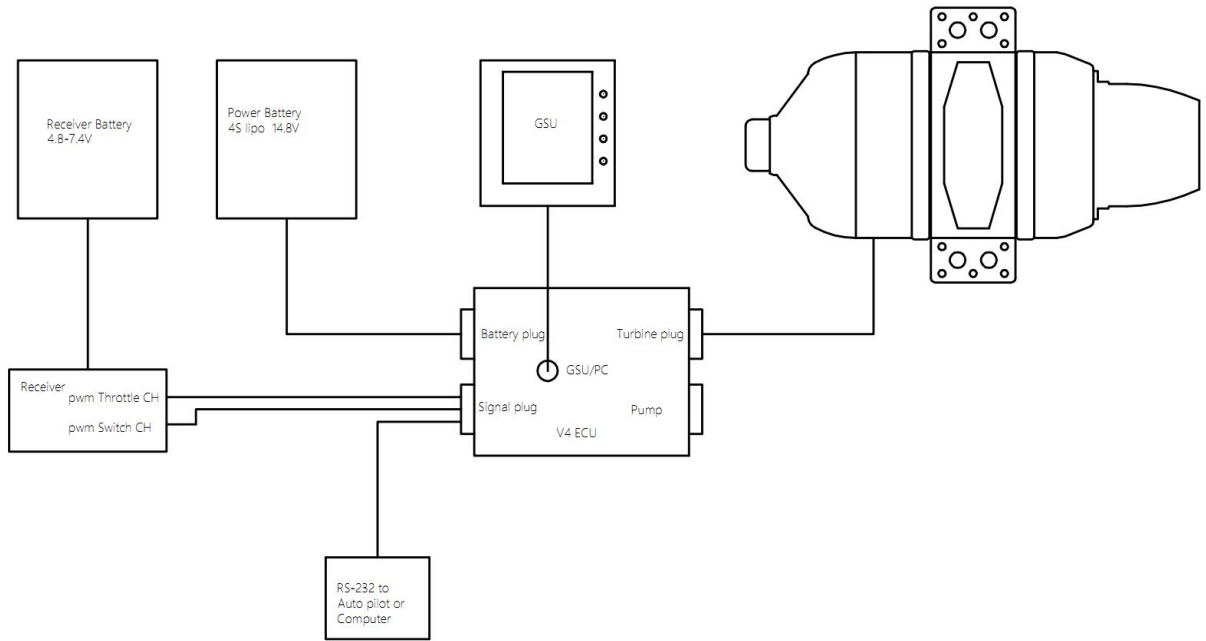 Receiver Battery
4.8-7.4V
Power Battery
4S lipo 14.8V
GSU
Battery plug
Turbine plug
GSU/PC
Receiver
pwm Throttle CH
pwm Switch CH
Signal plug
Pump
V4 ECU
RS-232 to
Auto pilot or
Computer